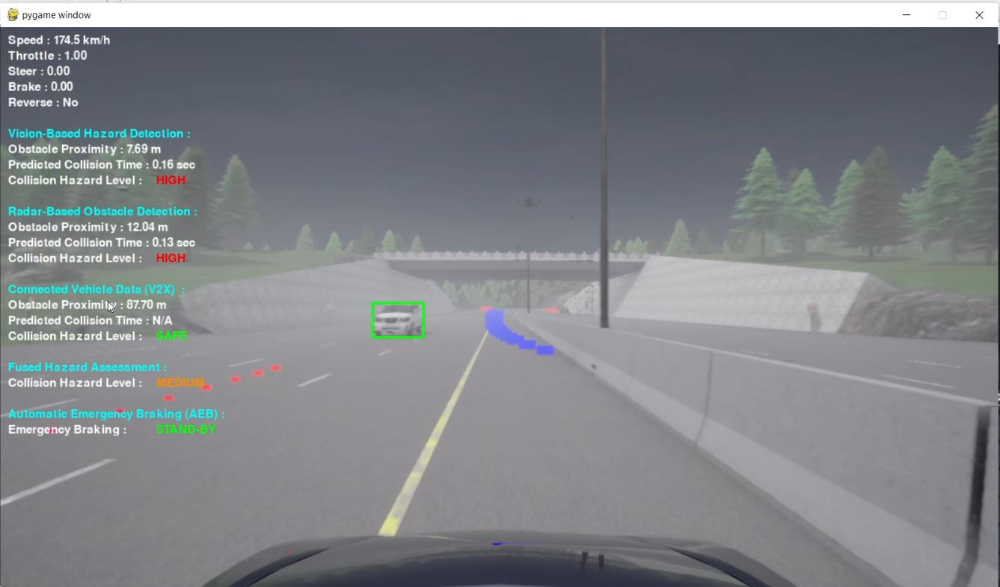 pygame window
Speed : 174.5 km/h
Throttle : 1.00
Steer : 0.00
Brake : 0.00
Reverse : No
Vision-Based Hazard Detection :
Obstacle Proximity : 7.69 m
Predicted Collision Time : 0.16 sec
Collision Hazard Level : HIGH
Radar-Based Obstacle Detection :
Obstacle Proximity : 12.04 m
Predicted Collision Time : 0.13 sec
Collision Hazard Level : HIGH
Connected Vehicle Data (V2X) :
Obstacle Proximity : 87.70 m
Predicted Collision Time : N/A
Collision Hazard Level : SAFE
Fused Hazard Assessment :
Collision Hazard Level : MEDIUM
Automatic Emergency Braking (AEB) :
Emergency Braking : STAND-BY